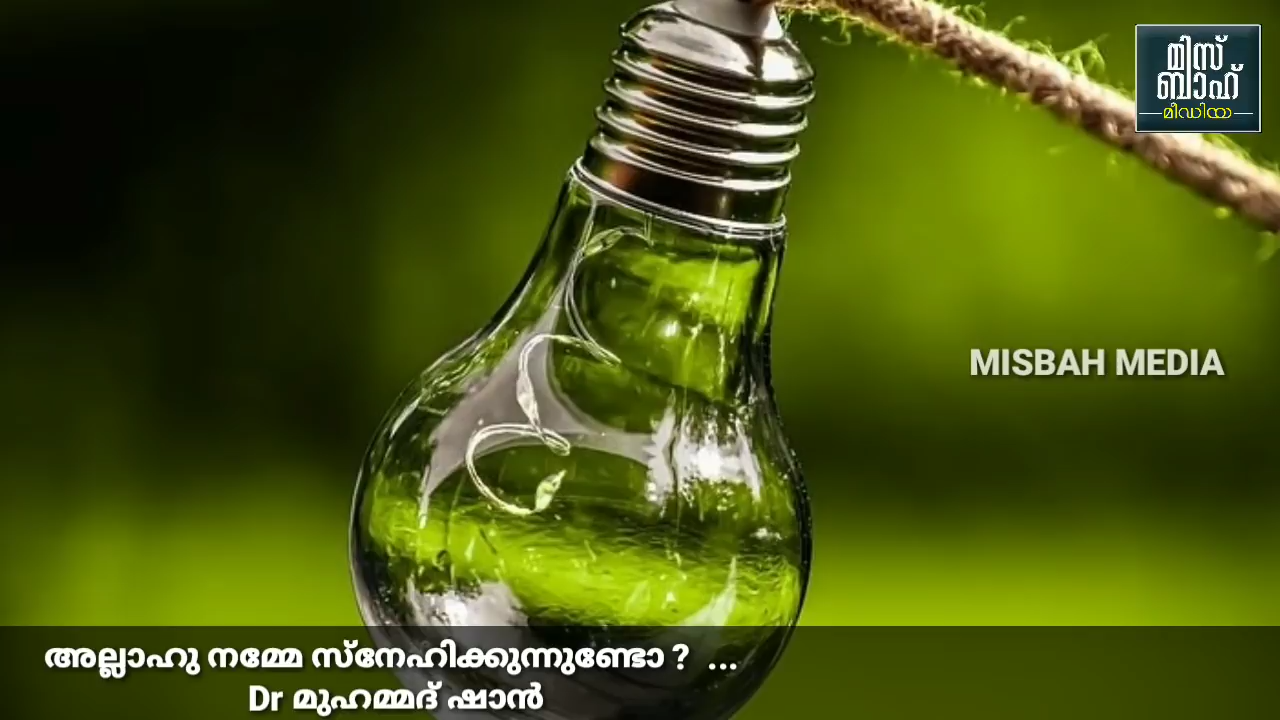 മിസ്
ബാഹ്
മീഡിയ
MISBAH MEDIA
അല്ലാഹു നമ്മേ സ്നേഹിക്കുന്നുണ്ടോ ? ...
Dr മുഹമ്മദ് ഷാൻ